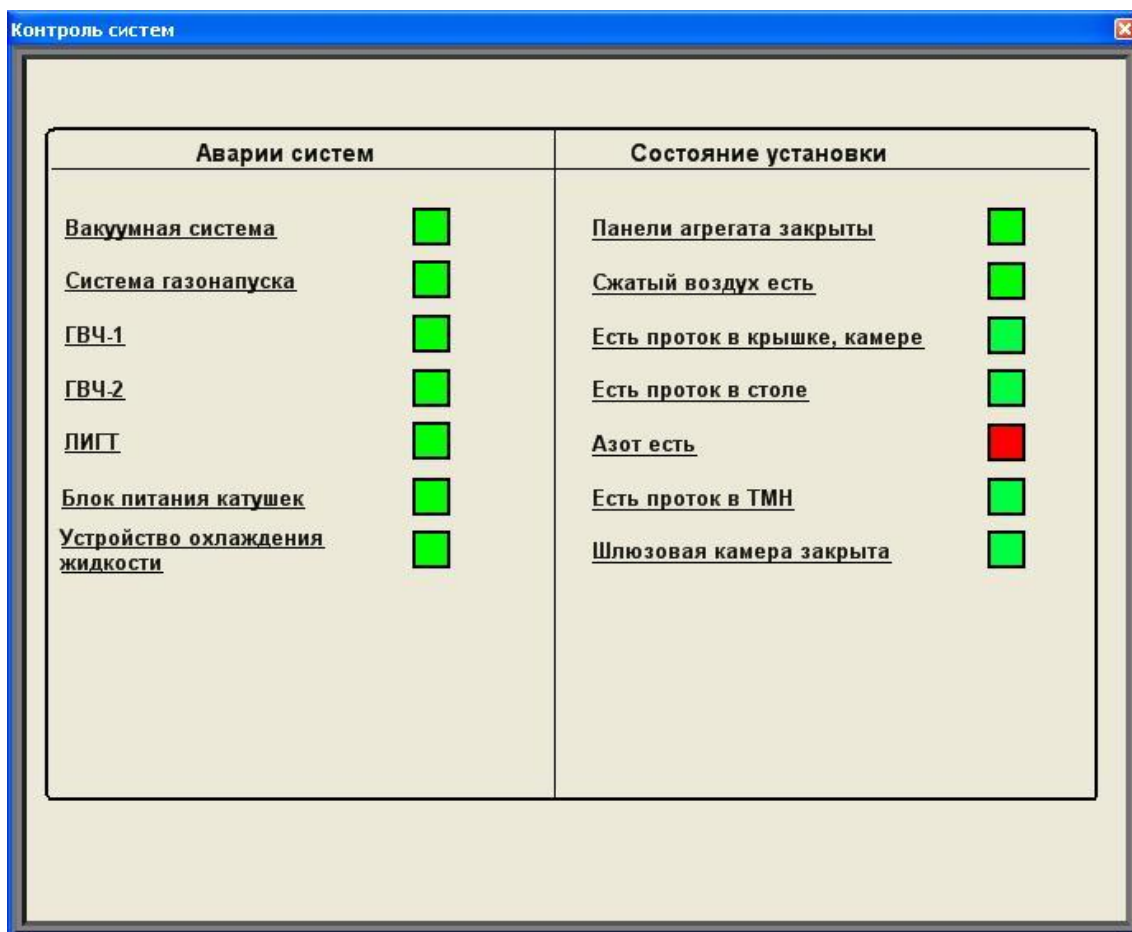 Контроль систем
Аварии систем
Вакуумная система
Система газонапуска
ГВЧ-1
ГВЧ-2
ЛИГТ
Блок питания катушек
Устройство охлаждения
жидкости
Состояние установки
Панели агрегата закрыты
Сжатый воздух есть
Есть проток в крышке, камере
Есть проток в столе
Азот есть
Есть проток в ТМН
Шлюзовая камера закрыта